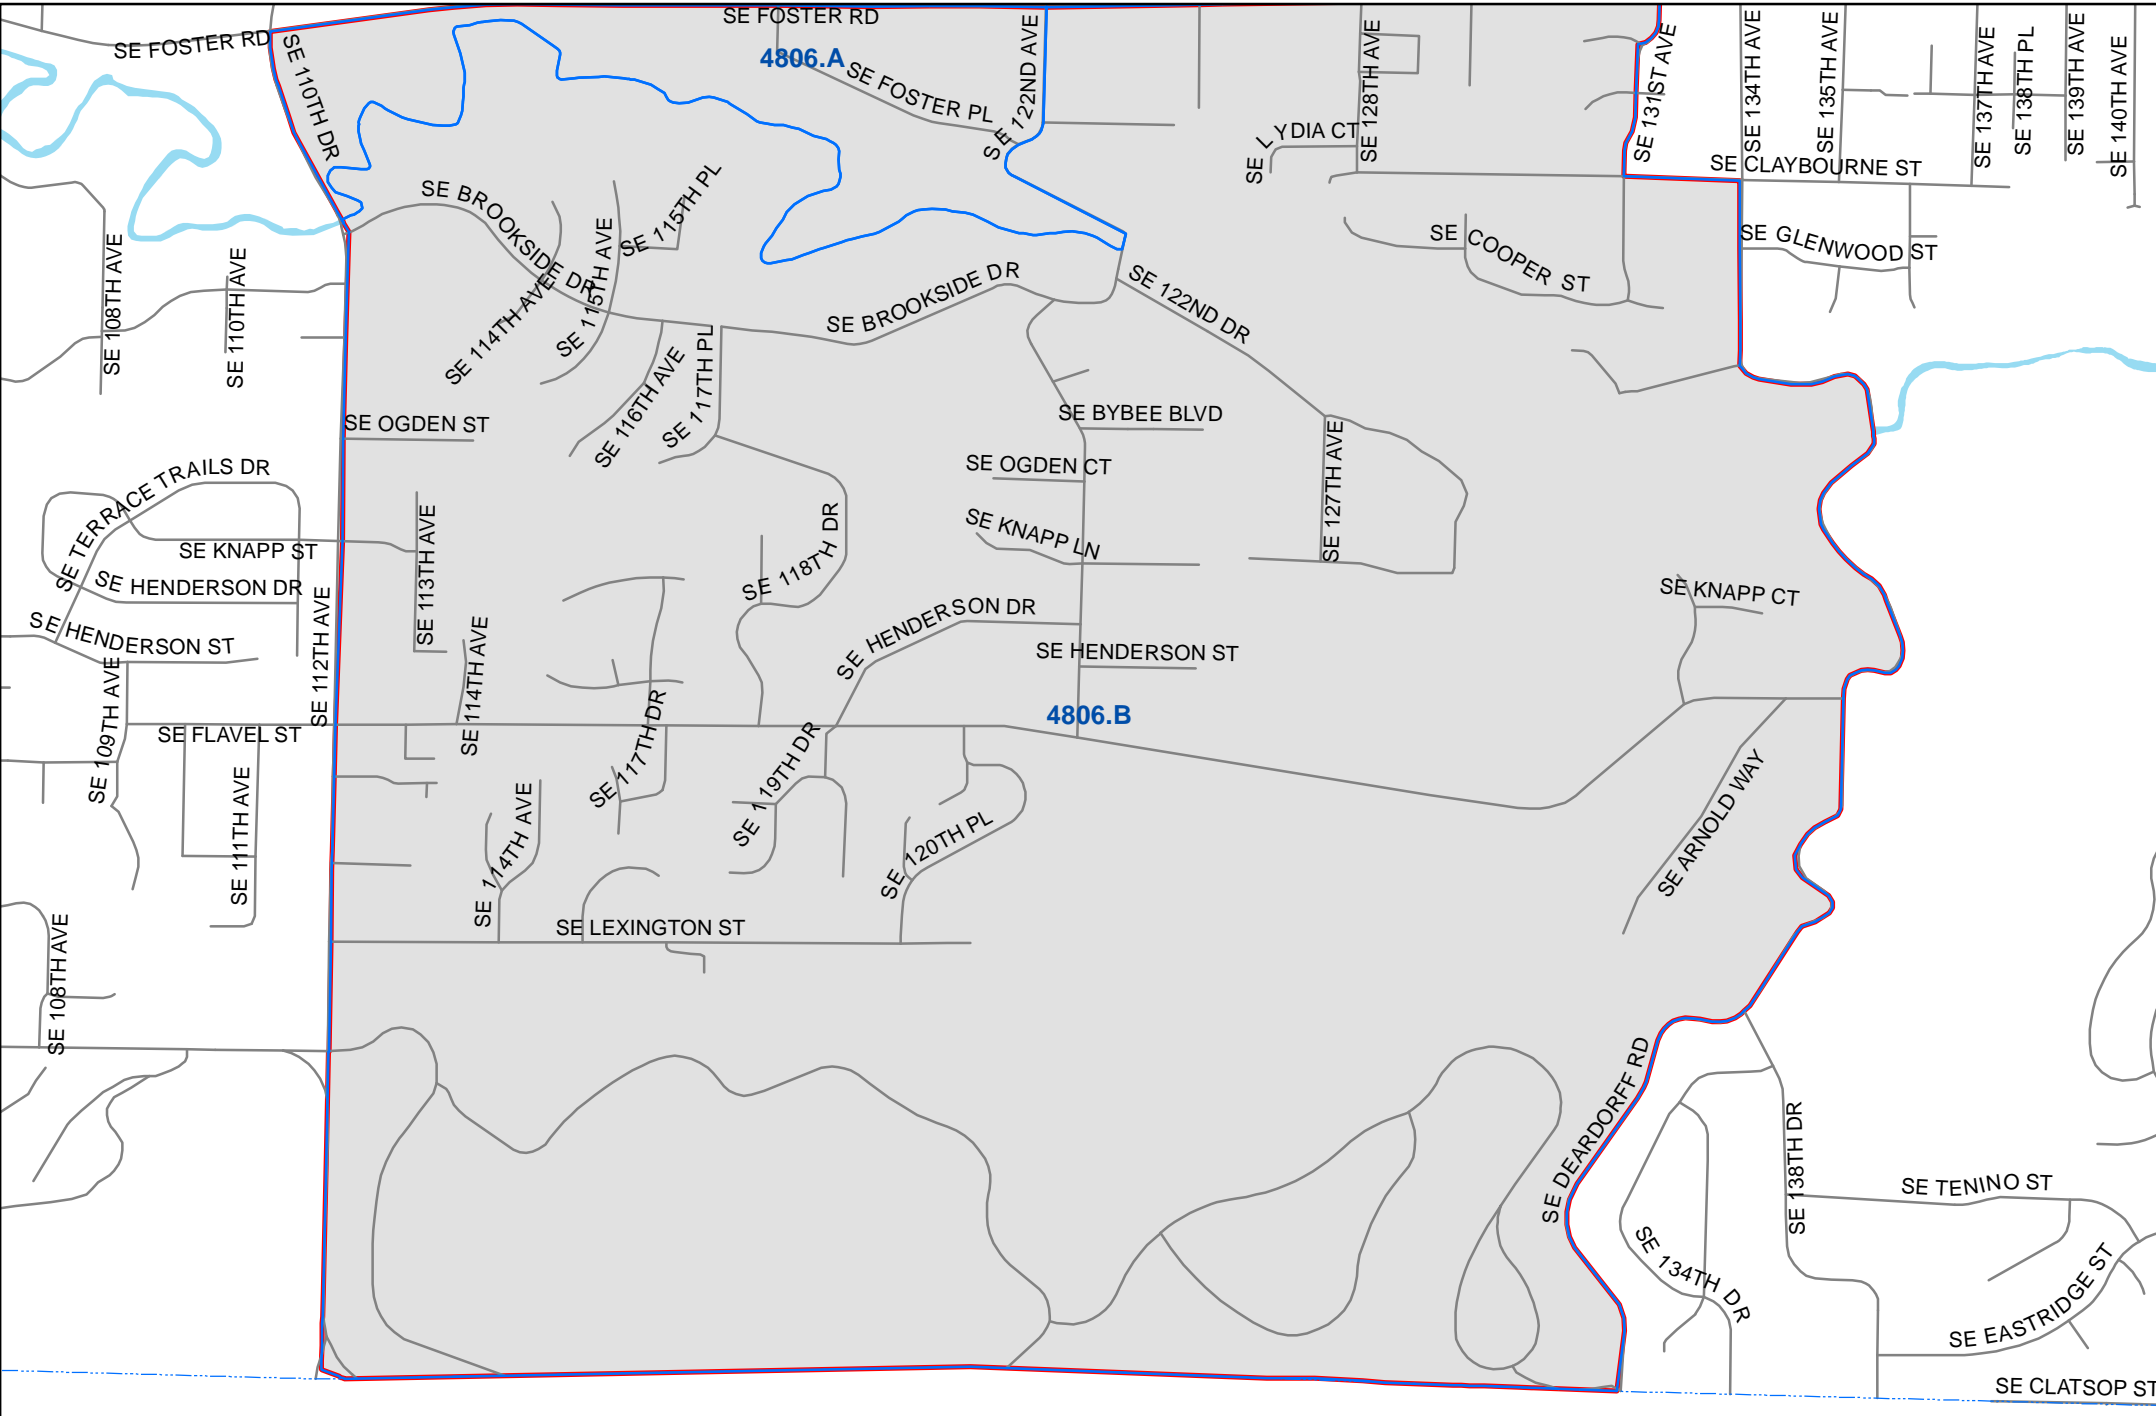 SE FOSTER RD
SE FOSTER RD
4806.A
SE FOSTER PL
SE 122ND AVE
SE 110TH DR
SE LYDIA CT
SE 128TH AVE
SE 131ST AVE
SE 134TH AVE
SE 135TH AVE
SE 137TH AVE
SE 138TH PL
SE 139TH AVE
SE 140TH AVE
SE CLAYBOURNE ST
SE BROOKSIDE DR
SE 115TH PL
SE 115TH AVE
SE 114TH AVE
SE COOPER ST
SE GLENWOOD ST
SE 108TH AVE
SE 110TH AVE
SE BROOKSIDE DR
SE 122ND DR
SE 116TH AVE
SE 117TH PL
SE OGDEN ST
SE BYBEE BLVD
SE OGDEN CT
SE 127TH AVE
SE TERRACE TRAILS DR
SE KNAPP ST
SE 113TH AVE
SE 118TH DR
SE KNAPP LN
SE HENDERSON DR
SE HENDERSON DR
SE KNAPP CT
SE HENDERSON ST
SE 112TH AVE
SE 114TH AVE
SE HENDERSON ST
SE 109TH AVE
SE FLAVEL ST
4806.B
SE 117TH DR
SE 119TH DR
SE 111TH AVE
SE 114TH AVE
SE 120TH PL
SE ARNOLD WAY
SE LEXINGTON ST
SE 108TH AVE
SE DEARDORFF RD
SE 138TH DR
SE TENINO ST
SE 134TH DR
SE EASTRIDGE ST
SE CLATSOP ST